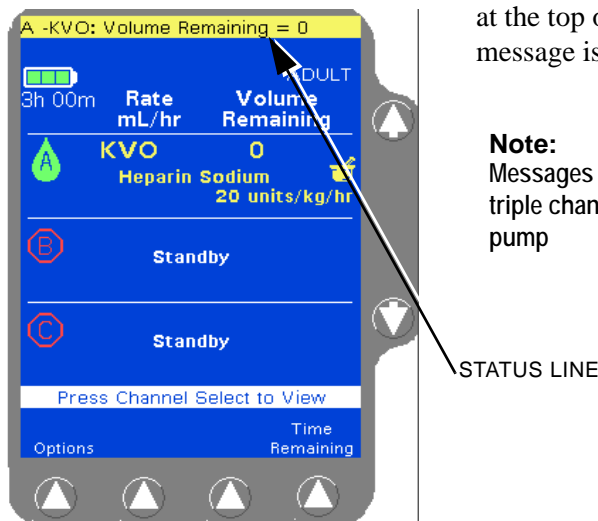 A -KVO: Volume Remaining = 0
ADULT
3h 00m
Rate
mL/hr
Volume
Remaining
A
KVO 0
Heparin Sodium
20 units/kg/hr
B
Standby
C
Standby
Press Channel Select to View
Options
Time
Remaining
at the top o
message is
Note:
Messages
triple chan
pump
STATUS LINE